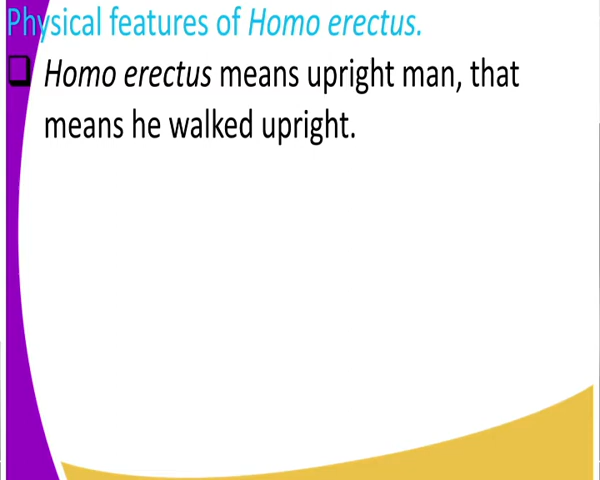 Physical features of Homo erectus.
Homo erectus means upright man, that
means he walked upright.